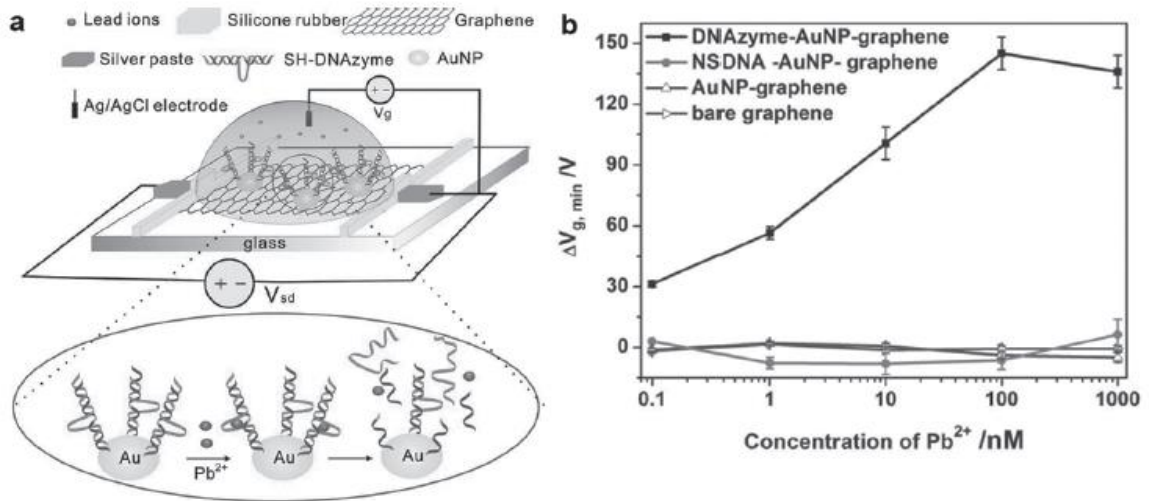 a
Lead ions
Silicone rubber
Graphene
Silver paste
SH-DNAzyme
AuNP
Ag/AgCl electrode
+ −
Vg
glass
+ −
Vsd
Au
Pb2+
Au
Au
b
DNAzyme-AuNP-graphene
NSDNA -AuNP- graphene
AuNP-graphene
bare graphene
150
120
90
60
30
0
ΔVg, min /V
0.1
1
10
100
1000
Concentration of Pb2+ /nM